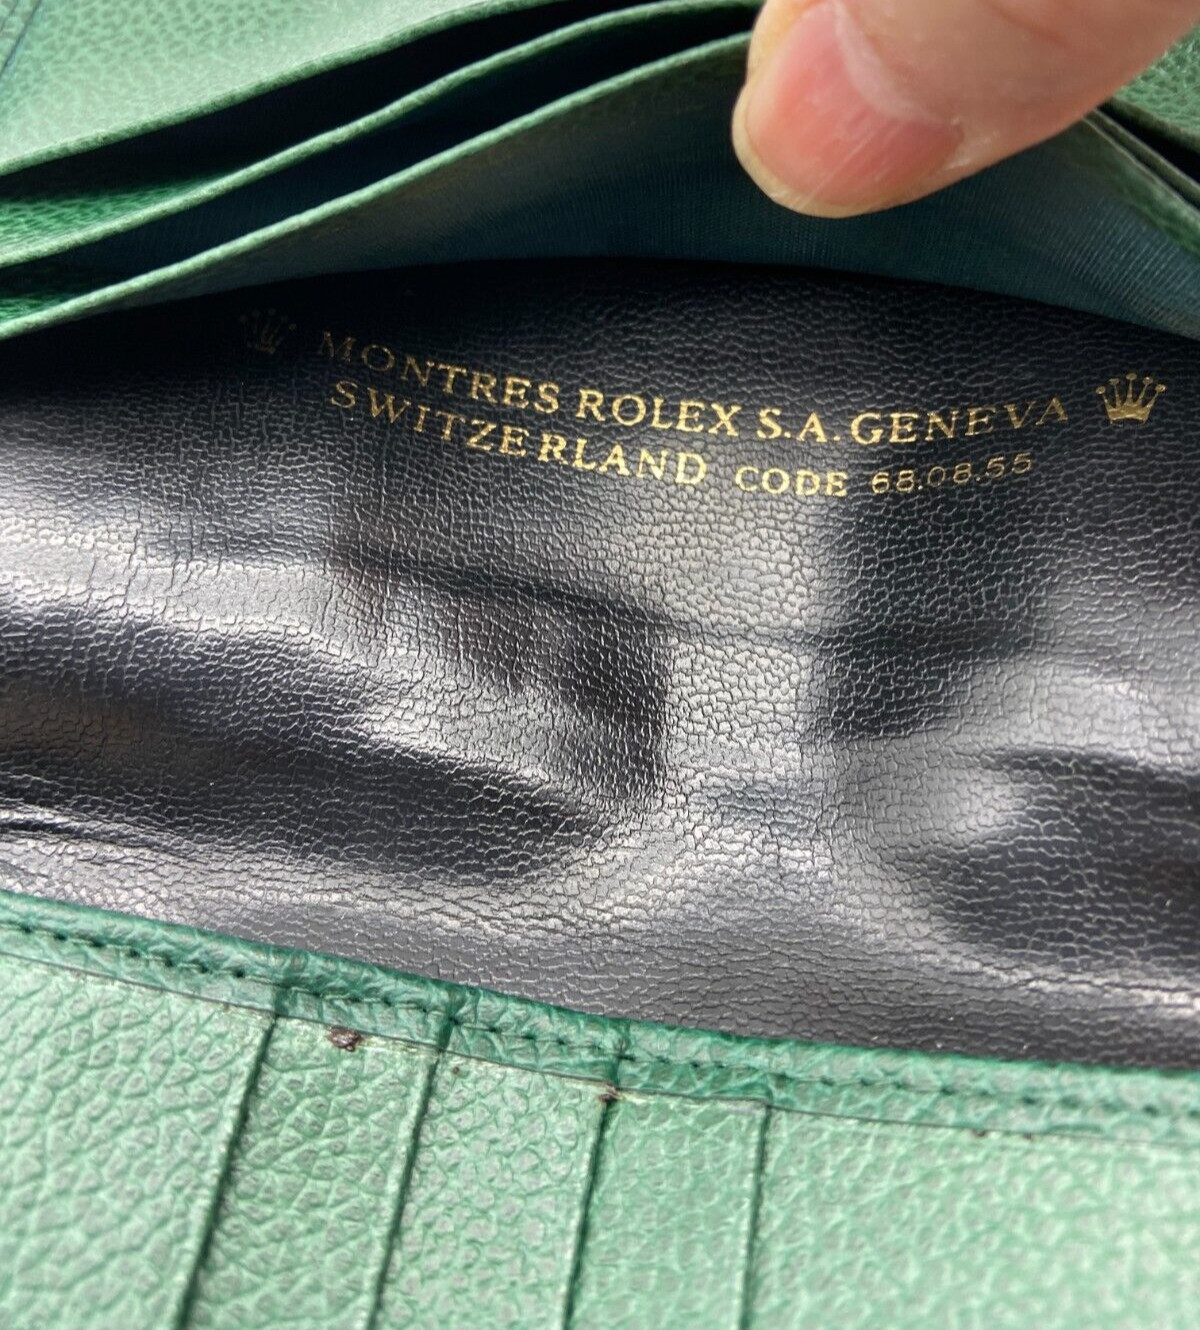 MONTRES ROLEX S.A. GENEVA
SWITZERLAND CODE 68.08.55